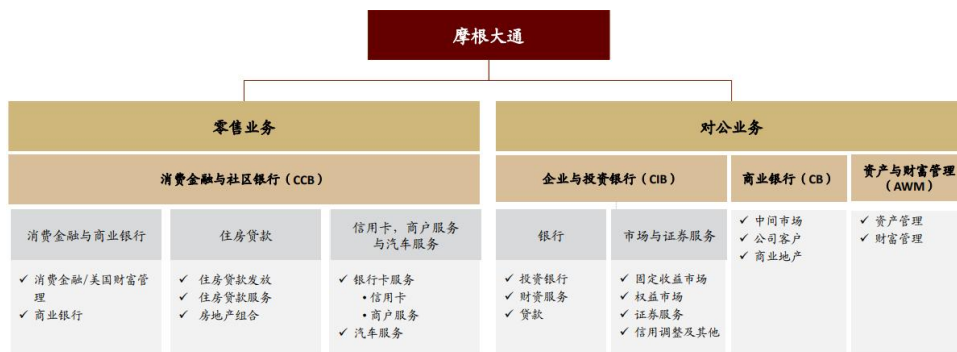 摩根大通
零售业务
对公业务
消费金融与社区银行（CCB）
企业与投资银行（CIB）
商业银行（CB）
资产与财富管理
（AWM）
消费金融与商业银行
住房贷款
信用卡，商户服务
与汽车服务
银行
市场与证券服务
✓ 中间市场
✓ 公司客户
✓ 商业地产
✓ 资产管理
✓ 财富管理
✓ 消费金融/美国财富管
理
✓ 商业银行
✓ 住房贷款发放
✓ 住房贷款服务
✓ 房地产组合
✓ 银行卡服务
•信用卡
•商户服务
✓ 汽车服务
✓ 投资银行
✓ 财资服务
✓ 贷款
✓ 固定收益市场
✓ 权益市场
✓ 证券服务
✓ 信用调整及其他